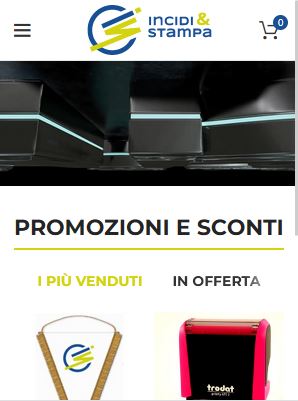 INCIDI &
STAMPA
0
PROMOZIONI E SCONTI
I PIÙ VENDUTI
IN OFFERTA
trodat